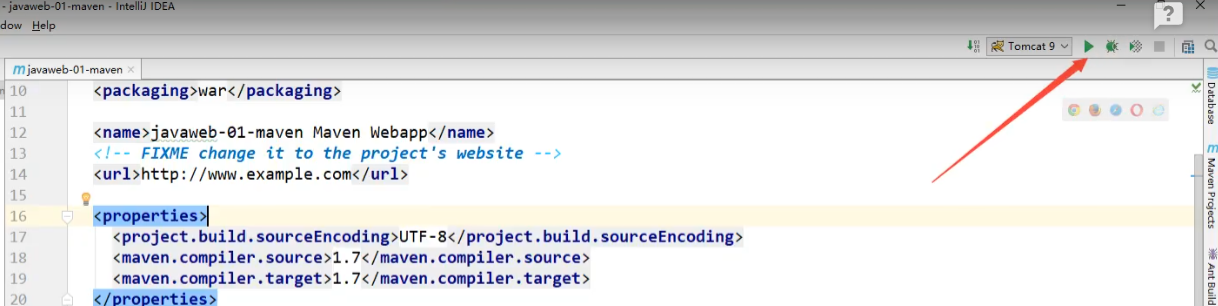 - javaweb-01-maven - IntelliJ IDEA
dow Help
Tomcat 9
m javaweb-01-maven
10 <packaging>war</packaging>
11
12 <name>javaweb-01-maven Maven Webapp</name>
13 <!-- FIXME change it to the project's website -->
14 <url>http://www.example.com</url>
15
16 <properties>
17 <project.build.sourceEncoding>UTF-8</project.build.sourceEncoding>
18 <maven.compiler.source>1.7</maven.compiler.source>
19 <maven.compiler.target>1.7</maven.compiler.target>
20 </properties>
Database
m Maven Projects
Ant Build